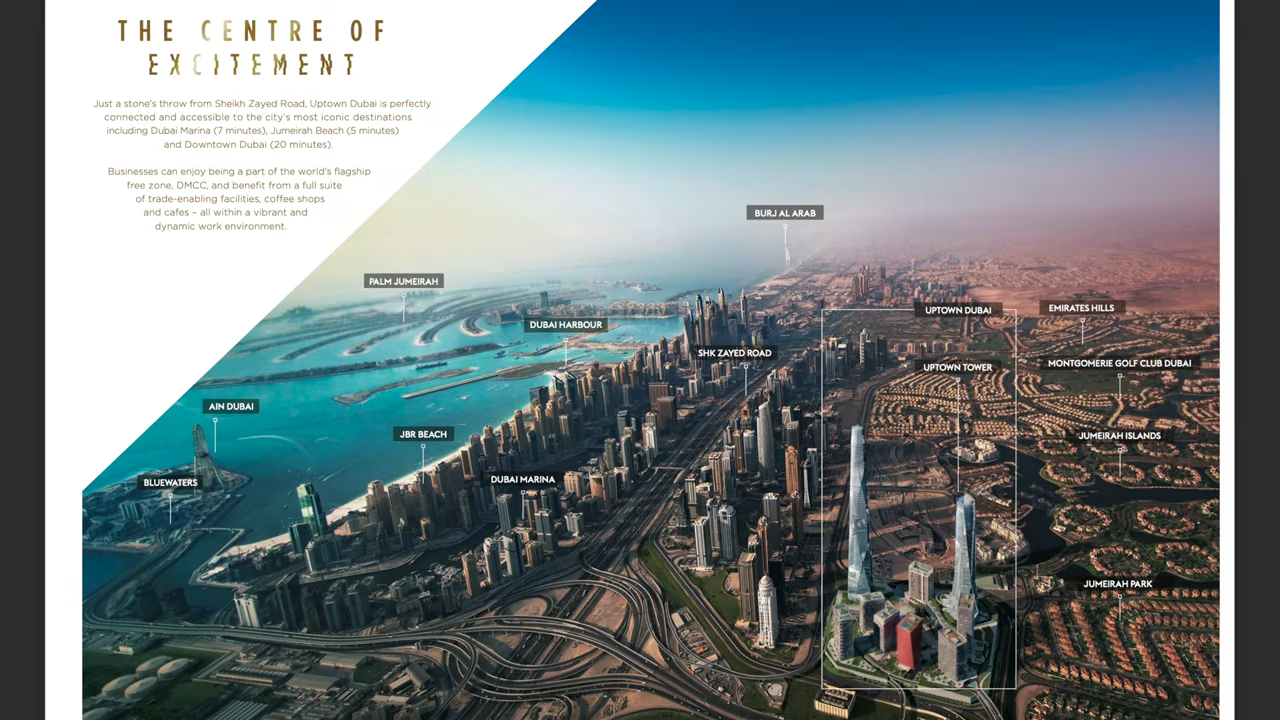 THE CENTRE OF
EXCITEMENT
Just a stone's throw from Sheikh Zayed Road, Uptown Dubai is perfectly
connected and accessible to the city's most iconic destinations
including Dubai Marina (7 minutes), Jumeirah Beach (5 minutes)
and Downtown Dubai (20 minutes).
Businesses can enjoy being a part of the world's flagship
free zone, DMCC, and benefit from a full suite
of trade-enabling facilities, coffee shops
and cafes – all within a vibrant and
dynamic work environment.
BURJ AL ARAB
PALM JUMEIRAH
DUBAI HARBOUR
UPTOWN DUBAI
EMIRATES HILLS
SHK ZAYED ROAD
UPTOWN TOWER
MONTGOMERIE GOLF CLUB DUBAI
AIN DUBAI
JBR BEACH
JUMEIRAH ISLANDS
BLUEWATERS
DUBAI MARINA
JUMEIRAH PARK